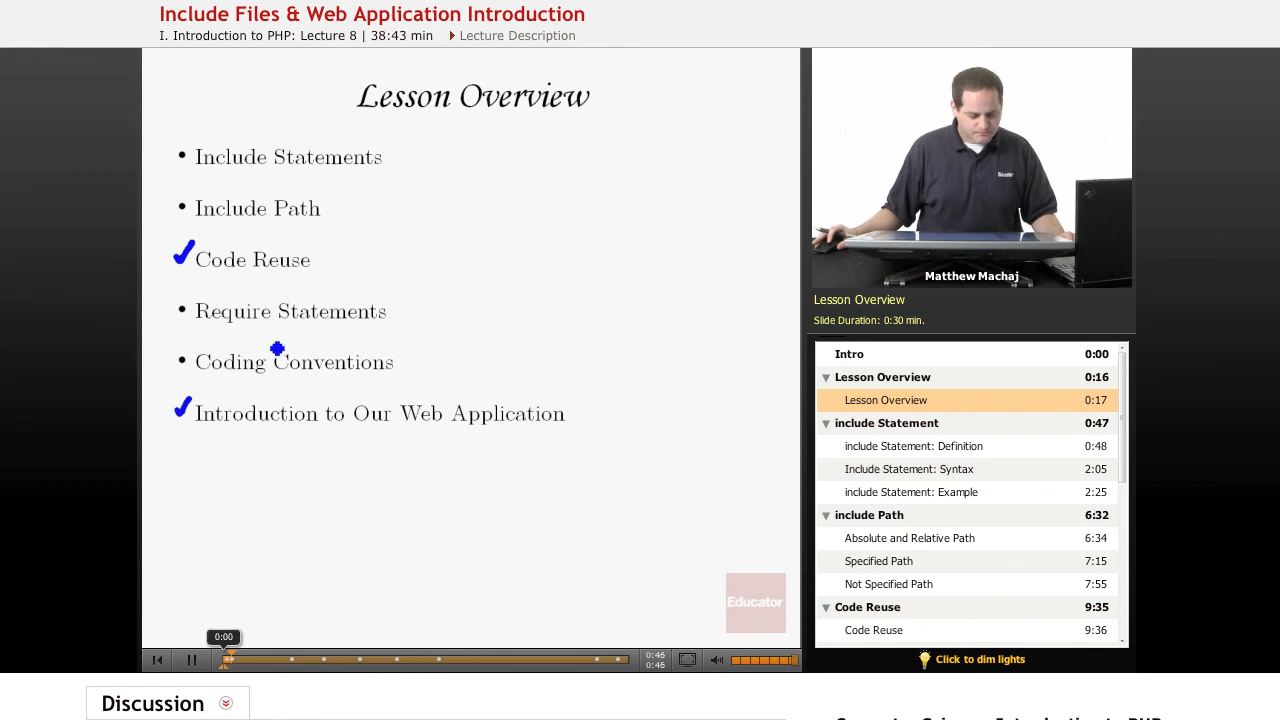 Include Files & Web Application Introduction
I. Introduction to PHP: Lecture 8 | 38:43 min Lecture Description
Lesson Overview
Include Statements
Include Path
Code Reuse
Require Statements
Coding Conventions
Introduction to Our Web Application
Educator
0:00
0:46
0:46
Educator
Matthew Machaj
Lesson Overview
Slide Duration: 0:30 min.
Intro 0:00
Lesson Overview 0:16
Lesson Overview 0:17
include Statement 0:47
include Statement: Definition 0:48
Include Statement: Syntax 2:05
include Statement: Example 2:25
include Path 6:32
Absolute and Relative Path 6:34
Specified Path 7:15
Not Specified Path 7:55
Code Reuse 9:35
Code Reuse 9:36
Click to dim lights
Discussion